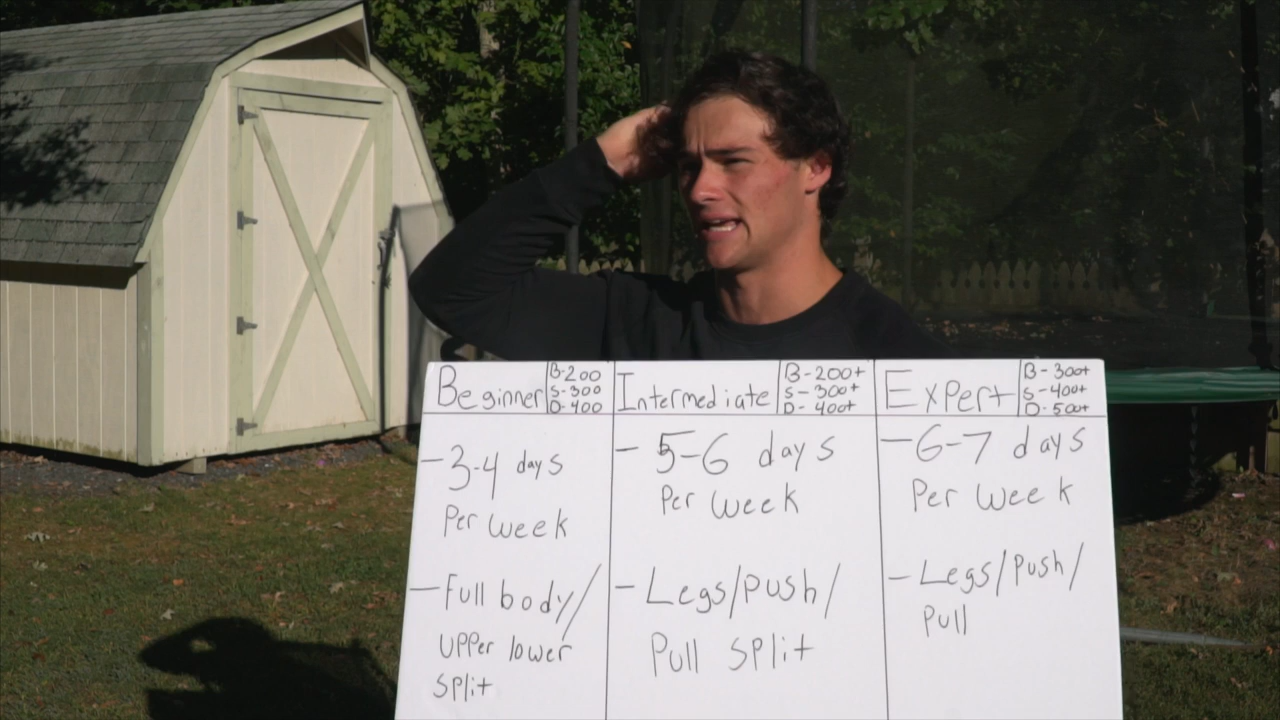 Beginner
B-200
S-300
D-400
- 3-4 days
Per week
- Full body/
upper lower
split
Intermediate
B-200+
S-300+
D-400+
- 5-6 days
Per week
- Legs/push/
Pull split
Expert
B-300+
S-400+
D-500+
- 6-7 days
Per week
- Legs/push/
pull